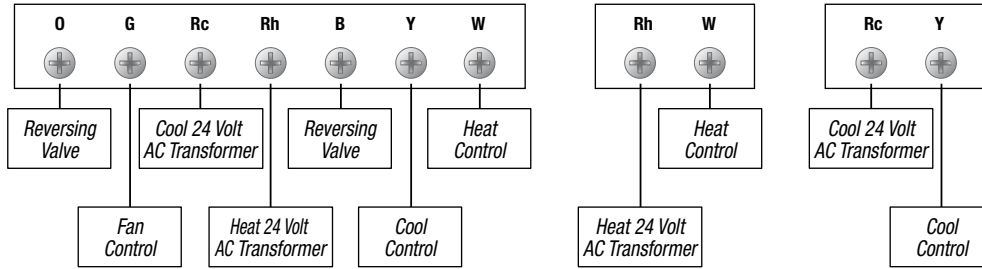 O G Rc Rh B Y W
Rh W
Rc Y
Reversing
Valve
Cool 24 Volt
AC Transformer
Reversing
Valve
Heat
Control
Heat
Control
Cool 24 Volt
AC Transformer
Fan
Control
Heat 24 Volt
AC Transformer
Cool
Control
Heat 24 Volt
AC Transformer
Cool
Control